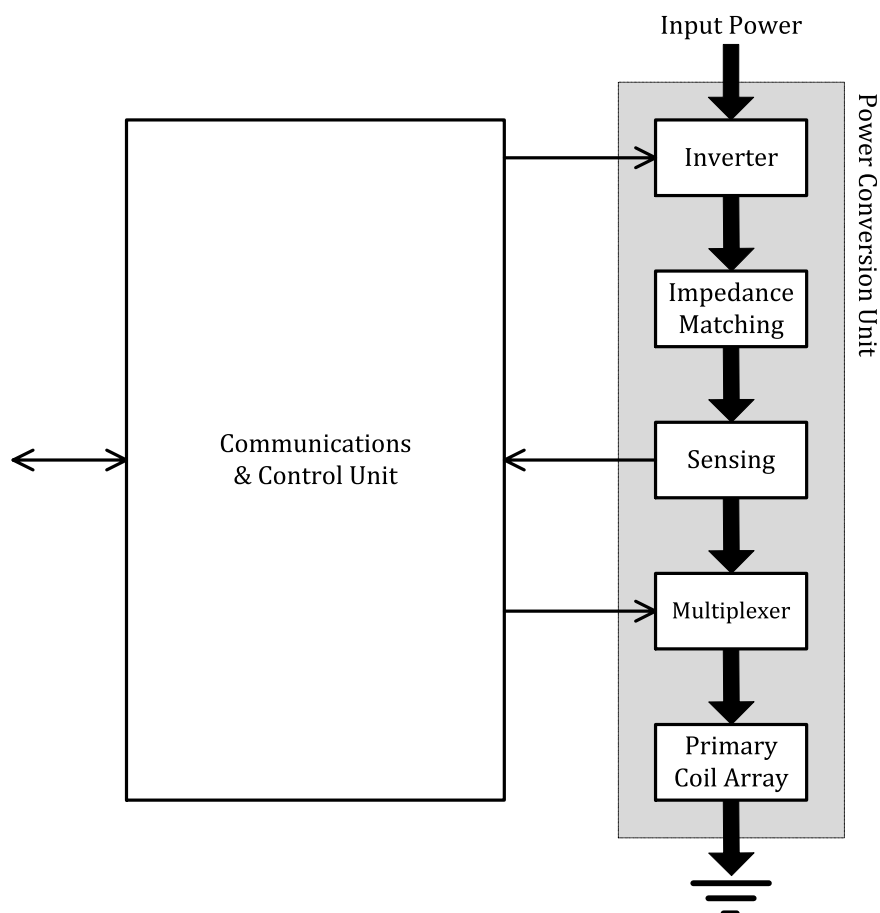 Input Power
Power Conversion Unit
Inverter
Impedance
Matching
Communications
& Control Unit
Sensing
Multiplexer
Primary
Coil Array